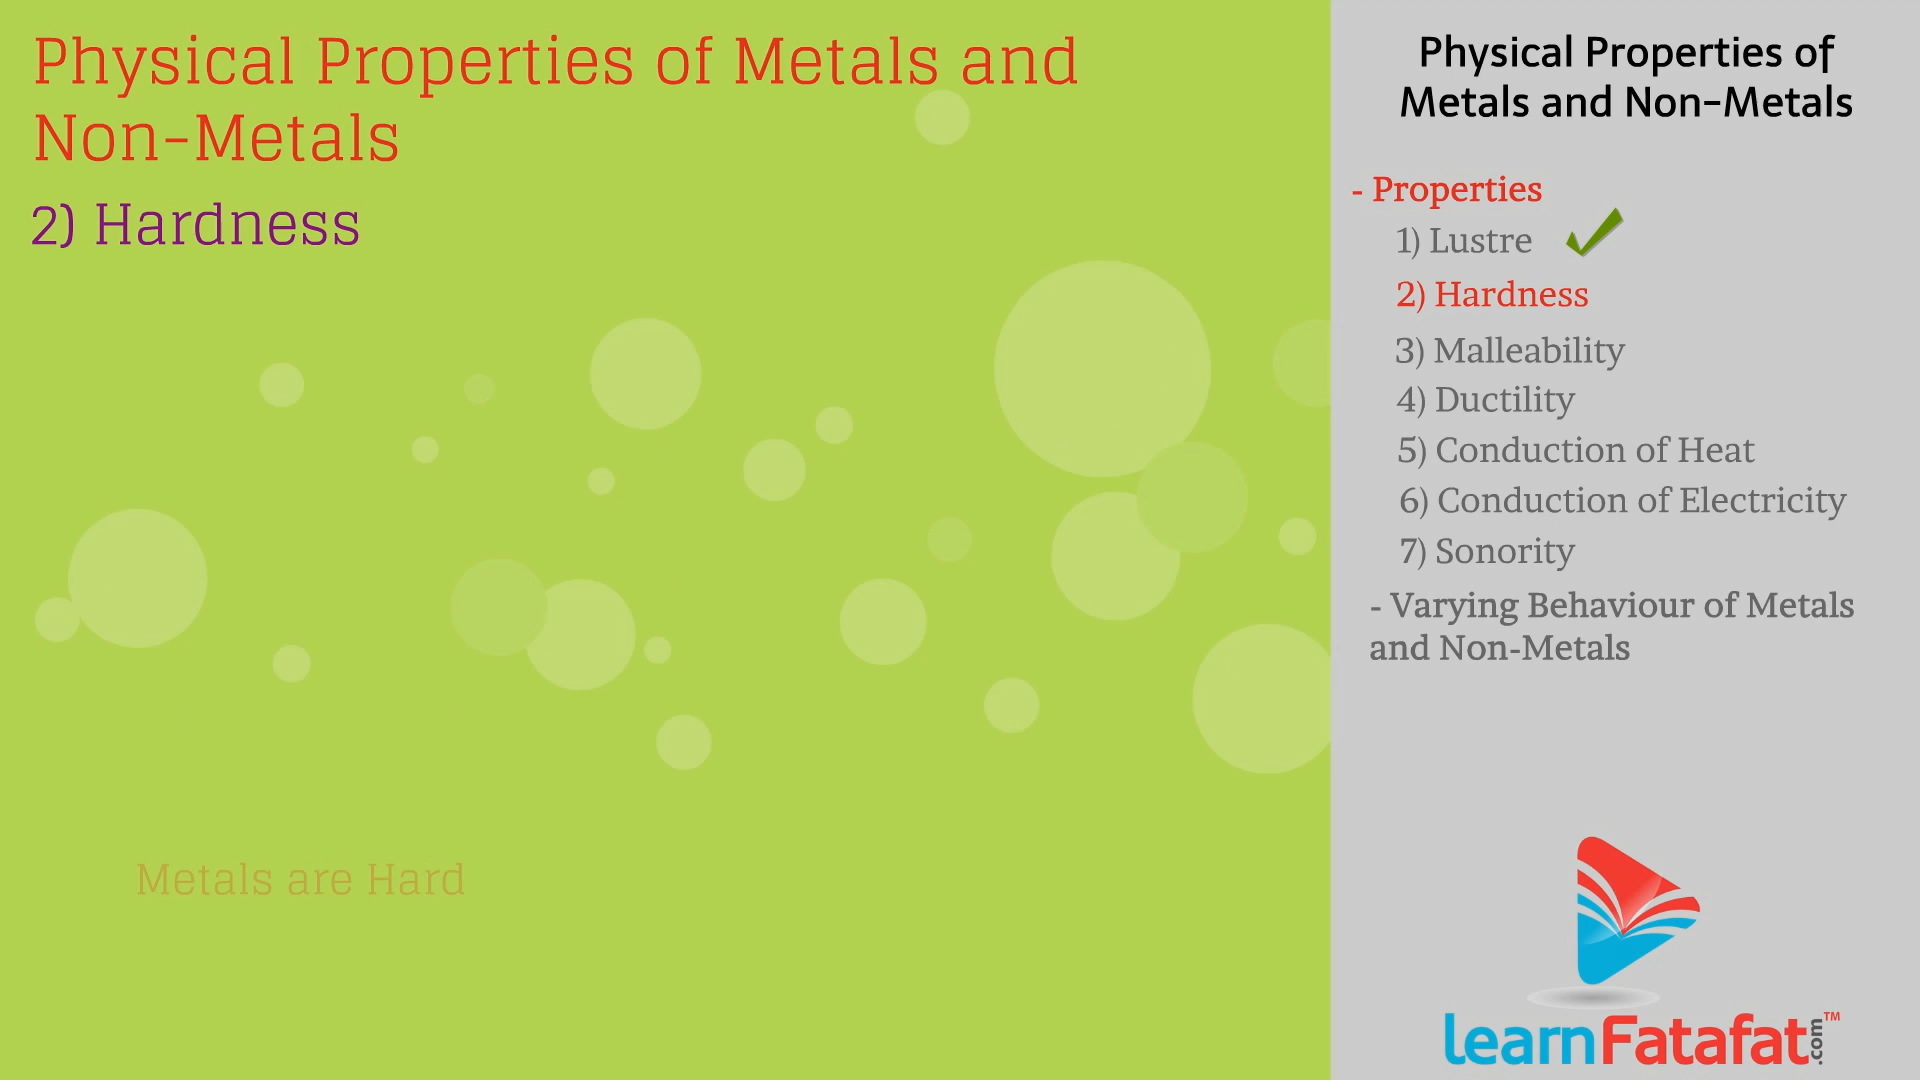 Physical Properties of Metals and
Non-Metals
2) Hardness
Metals are Hard
Physical Properties of
Metals and Non-Metals
- Properties
1) Lustre
2) Hardness
3) Malleability
4) Ductility
5) Conduction of Heat
6) Conduction of Electricity
7) Sonority
- Varying Behaviour of Metals
and Non-Metals
learnFatafat.com™